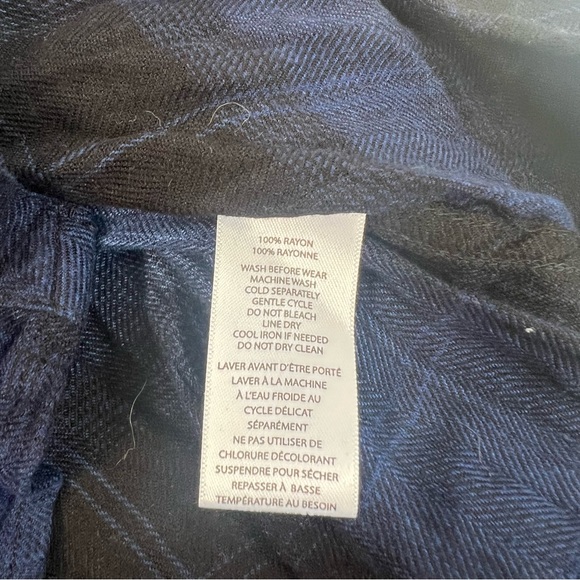 100% RAYON
100% RAYONNE
WASH BEFORE WEAR
MACHINE WASH
COLD SEPARATELY
GENTLE CYCLE
DO NOT BLEACH
LINE DRY
COOL IRON IF NEEDED
DO NOT DRY CLEAN
LAVER AVANT D'ÊTRE PORTÉ
LAVER À LA MACHINE
À L'EAU FROIDE AU
CYCLE DÉLICAT
SÉPARÉMENT
NE PAS UTILISER DE
CHLORURE DÉCOLORANT
SUSPENDRE POUR SÉCHER
REPASSER À BASSE
TEMPÉRATURE AU BESOIN